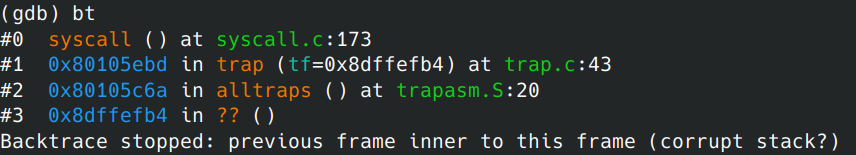 (gdb) bt
#0  syscall () at syscall.c:173
#1  0x80105ebd in trap (tf=0x8dffefb4) at trap.c:43
#2  0x80105c6a in alltraps () at trapasm.S:20
#3  0x8dffefb4 in ?? ()
Backtrace stopped: previous frame inner to this frame (corrupt stack?)